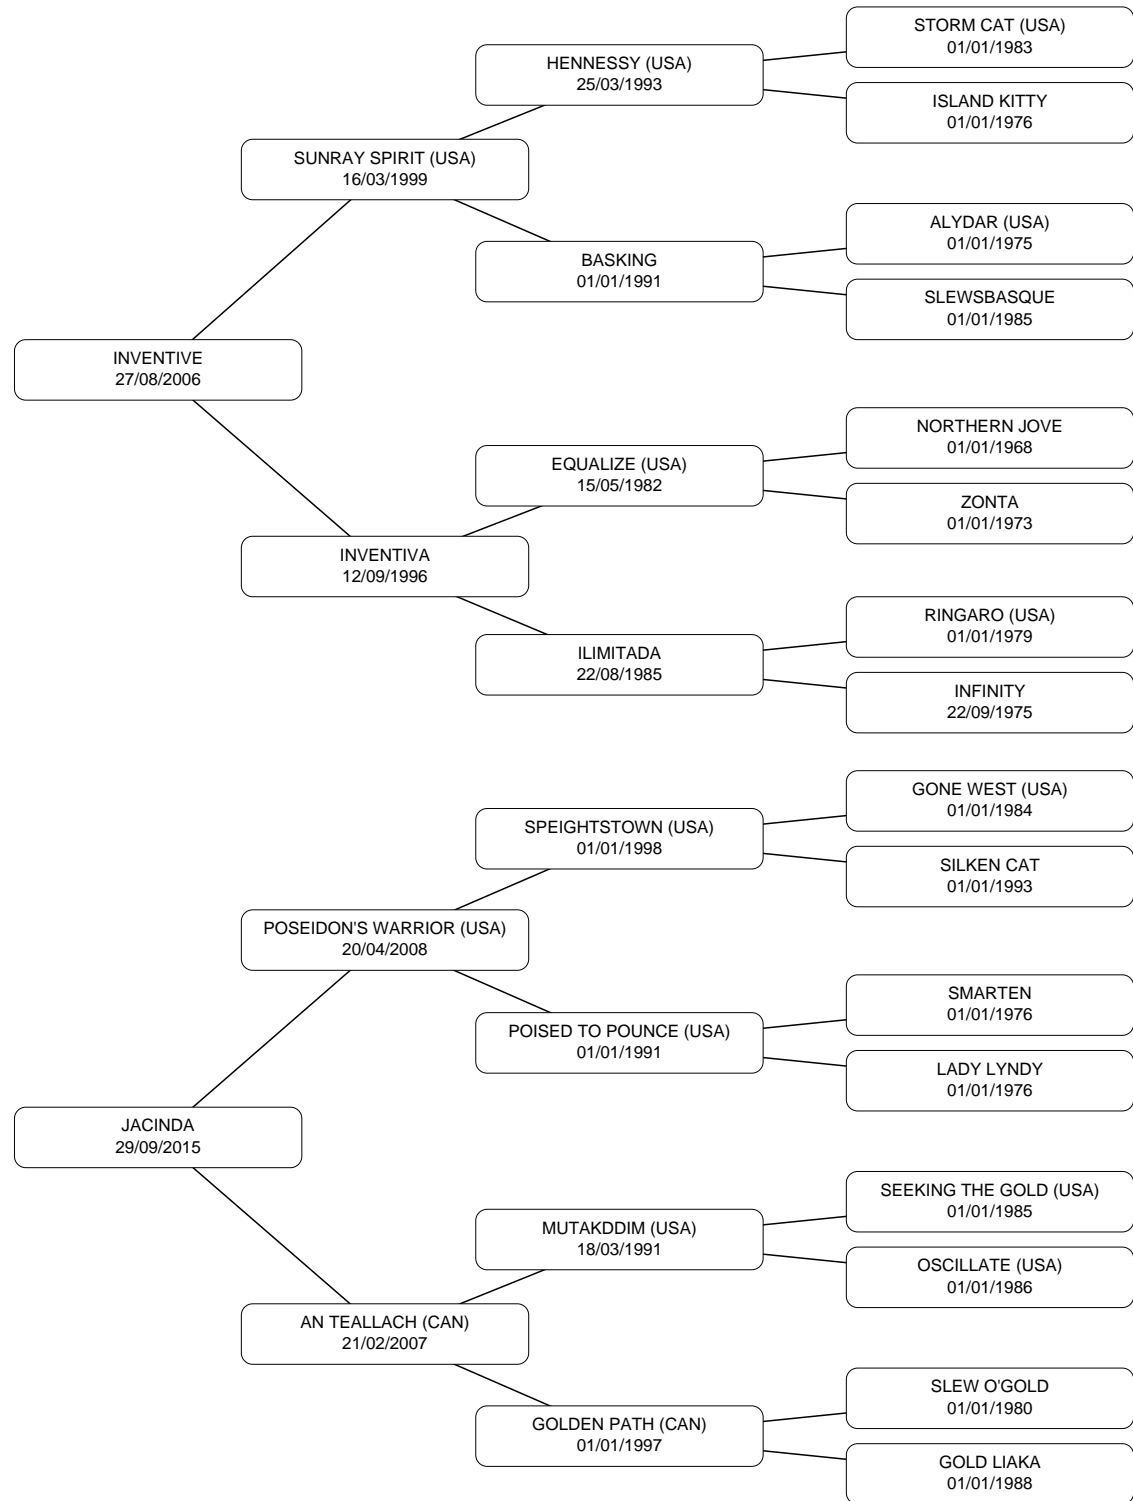 STORM CAT (USA)
01/01/1983
HENNESSY (USA)
25/03/1993
ISLAND KITTY
01/01/1976
SUNRAY SPIRIT (USA)
16/03/1999
ALYDAR (USA)
01/01/1975
BASKING
01/01/1991
SLEWSBASQUE
01/01/1985
INVENTIVE
27/08/2006
NORTHERN JOVE
01/01/1968
EQUALIZE (USA)
15/05/1982
ZONTA
01/01/1973
INVENTIVA
12/09/1996
RINGARO (USA)
01/01/1979
ILIMITADA
22/08/1985
INFINITY
22/09/1975
GONE WEST (USA)
01/01/1984
SPEIGHTSTOWN (USA)
01/01/1998
SILKEN CAT
01/01/1993
POSEIDON'S WARRIOR (USA)
20/04/2008
SMARTEN
01/01/1976
POISED TO POUNCE (USA)
01/01/1991
LADY LYNDY
01/01/1976
JACINDA
29/09/2015
SEEKING THE GOLD (USA)
01/01/1985
MUTAKDDIM (USA)
18/03/1991
OSCILLATE (USA)
01/01/1986
AN TEALLACH (CAN)
21/02/2007
SLEW O'GOLD
01/01/1980
GOLDEN PATH (CAN)
01/01/1997
GOLD LIAKA
01/01/1988